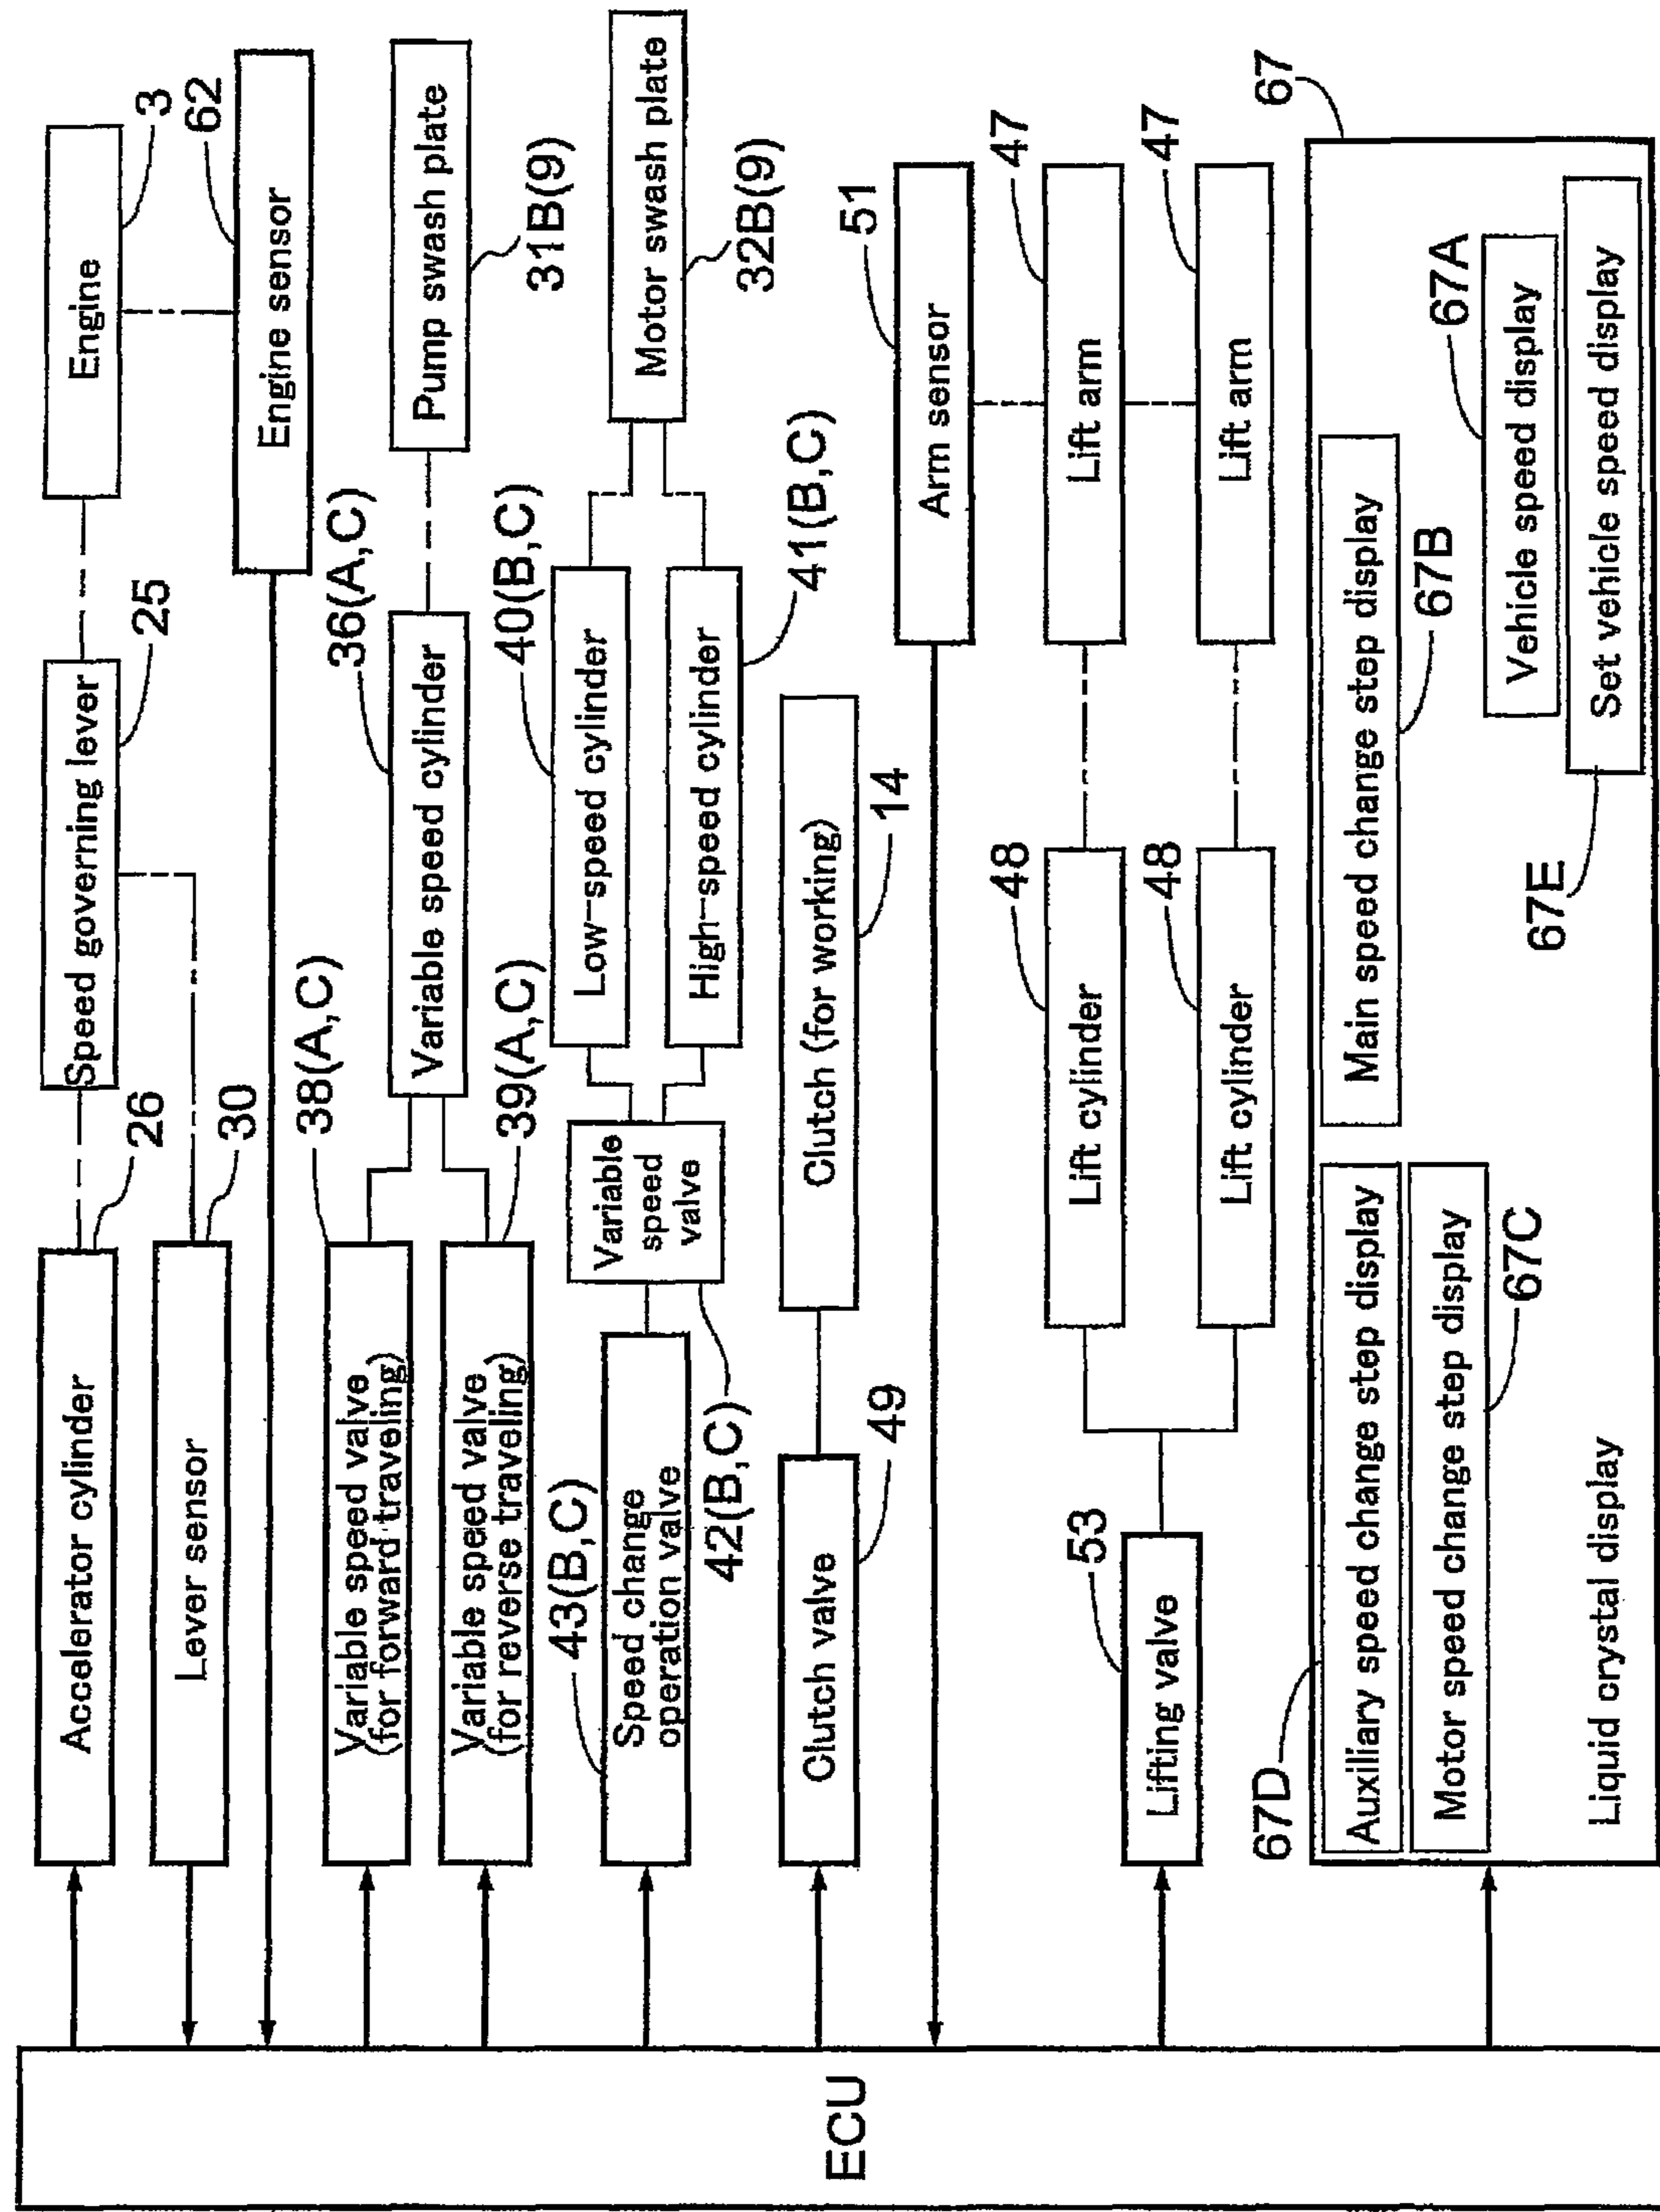 Engine
3
Engine sensor
62
Speed governing lever
25
Accelerator cylinder
26
Lever sensor
30
Variable speed valve
(for forward traveling)
38(A,C)
Variable speed valve
(for reverse traveling)
39(A,C)
Variable speed cylinder
36(A,C)
Pump swash plate
31B(9)
Speed change
operation valve
43(B,C)
Variable
speed
valve
42(B,C)
Low-speed cylinder
40(B,C)
High-speed cylinder
41(B,C)
Motor swash plate
32B(9)
Clutch valve
49
Clutch (for working)
14
Arm sensor
51
Lifting valve
53
Lift cylinder
48
Lift arm
47
Lift cylinder
48
Lift arm
47
67
Auxiliary speed change step display
67D
Main speed change step display
67B
Motor speed change step display
67C
Vehicle speed display
67A
Set vehicle speed display
67E
Liquid crystal display
ECU